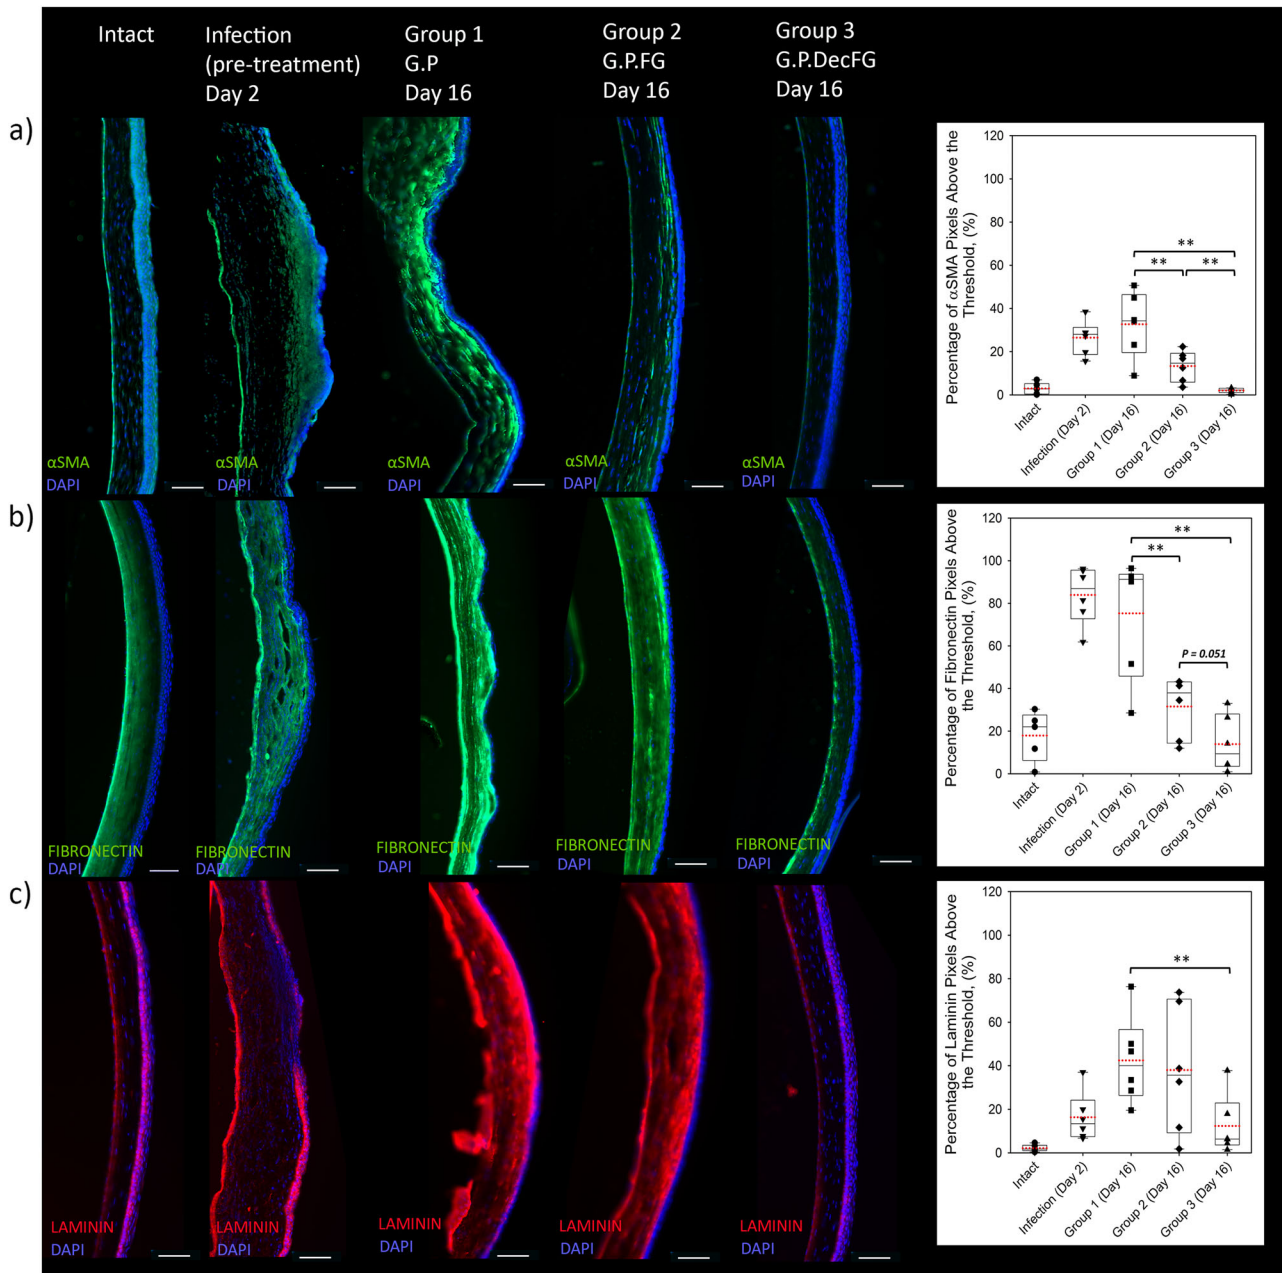 Intact
Infection
(pre-treatment)
Day 2
Group 1
G.P
Day 16
Group 2
G.P.FG
Day 16
Group 3
G.P.DecFG
Day 16
a)
αSMA
DAPI
αSMA
DAPI
αSMA
DAPI
αSMA
DAPI
αSMA
DAPI
Percentage of αSMA Pixels Above the
Threshold, (%)
120
100
80
60
40
20
0
**
**
**
Intact
Infection (Day 2)
Group 1 (Day 16)
Group 2 (Day 16)
Group 3 (Day 16)
b)
FIBRONECTIN
DAPI
FIBRONECTIN
DAPI
FIBRONECTIN
DAPI
FIBRONECTIN
DAPI
FIBRONECTIN
DAPI
Percentage of Fibronectin Pixels Above
the Threshold, (%)
120
100
80
60
40
20
0
**
**
P = 0.051
Intact
Infection (Day 2)
Group 1 (Day 16)
Group 2 (Day 16)
Group 3 (Day 16)
c)
LAMININ
DAPI
LAMININ
DAPI
LAMININ
DAPI
LAMININ
DAPI
LAMININ
DAPI
Percentage of Laminin Pixels Above
the Threshold, (%)
120
100
80
60
40
20
0
**
Intact
Infection (Day 2)
Group 1 (Day 16)
Group 2 (Day 16)
Group 3 (Day 16)